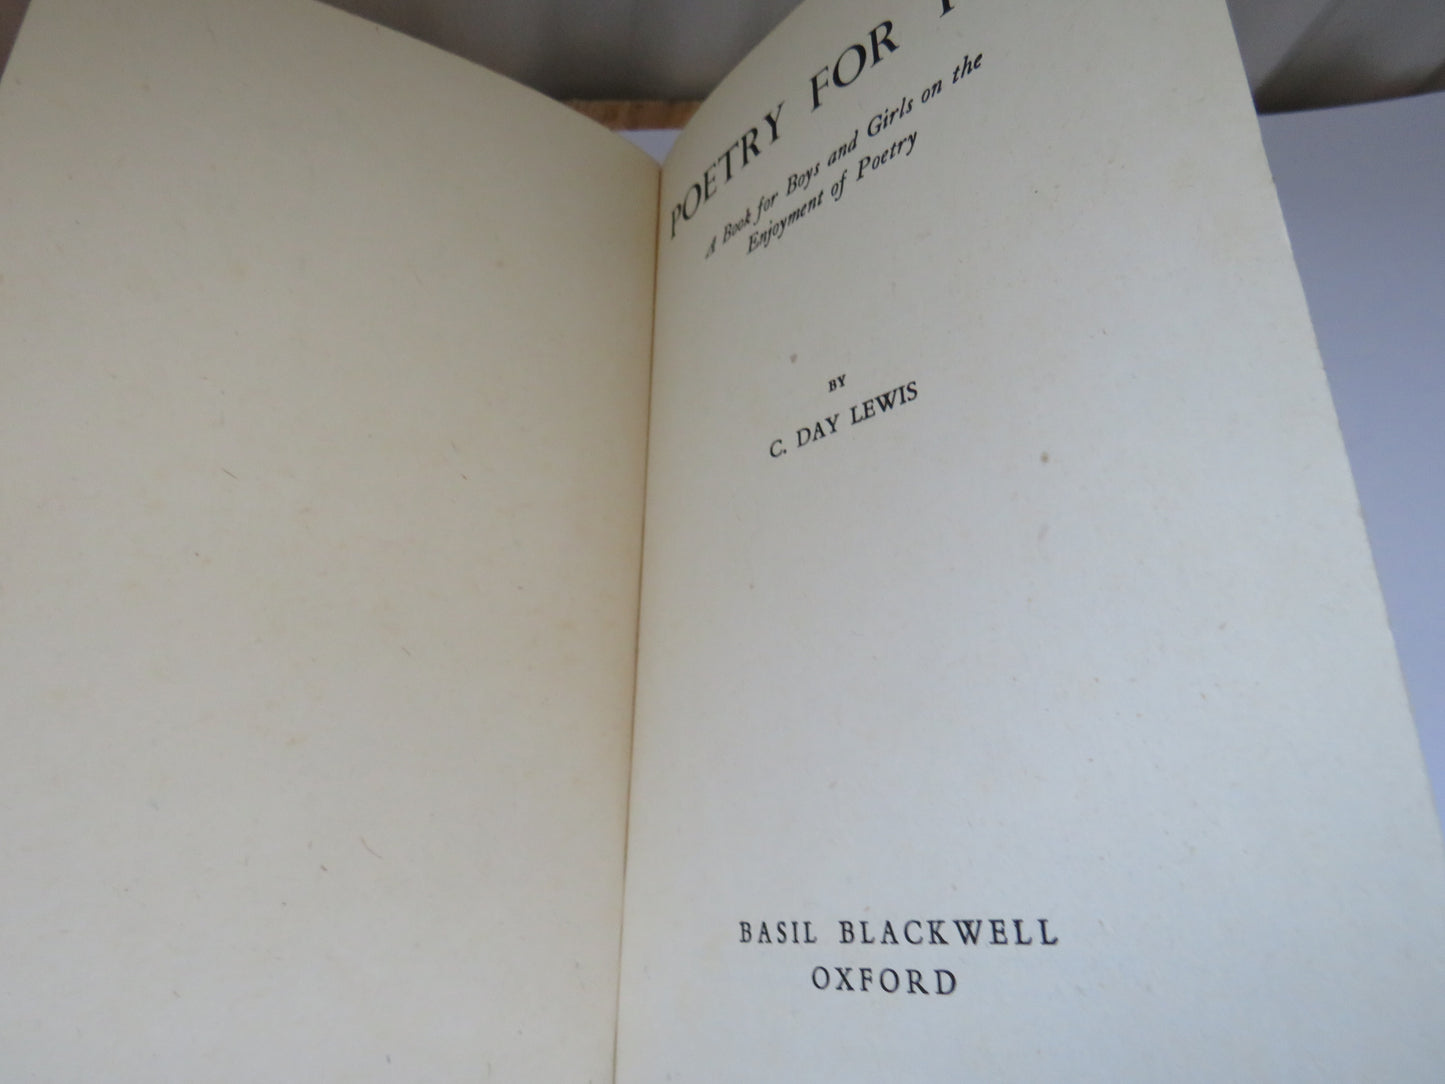 POETRY FOR
A Book for Boys and Girls on the
Enjoyment of Poetry
BY
C. DAY LEWIS
BASIL BLACKWELL
OXFORD